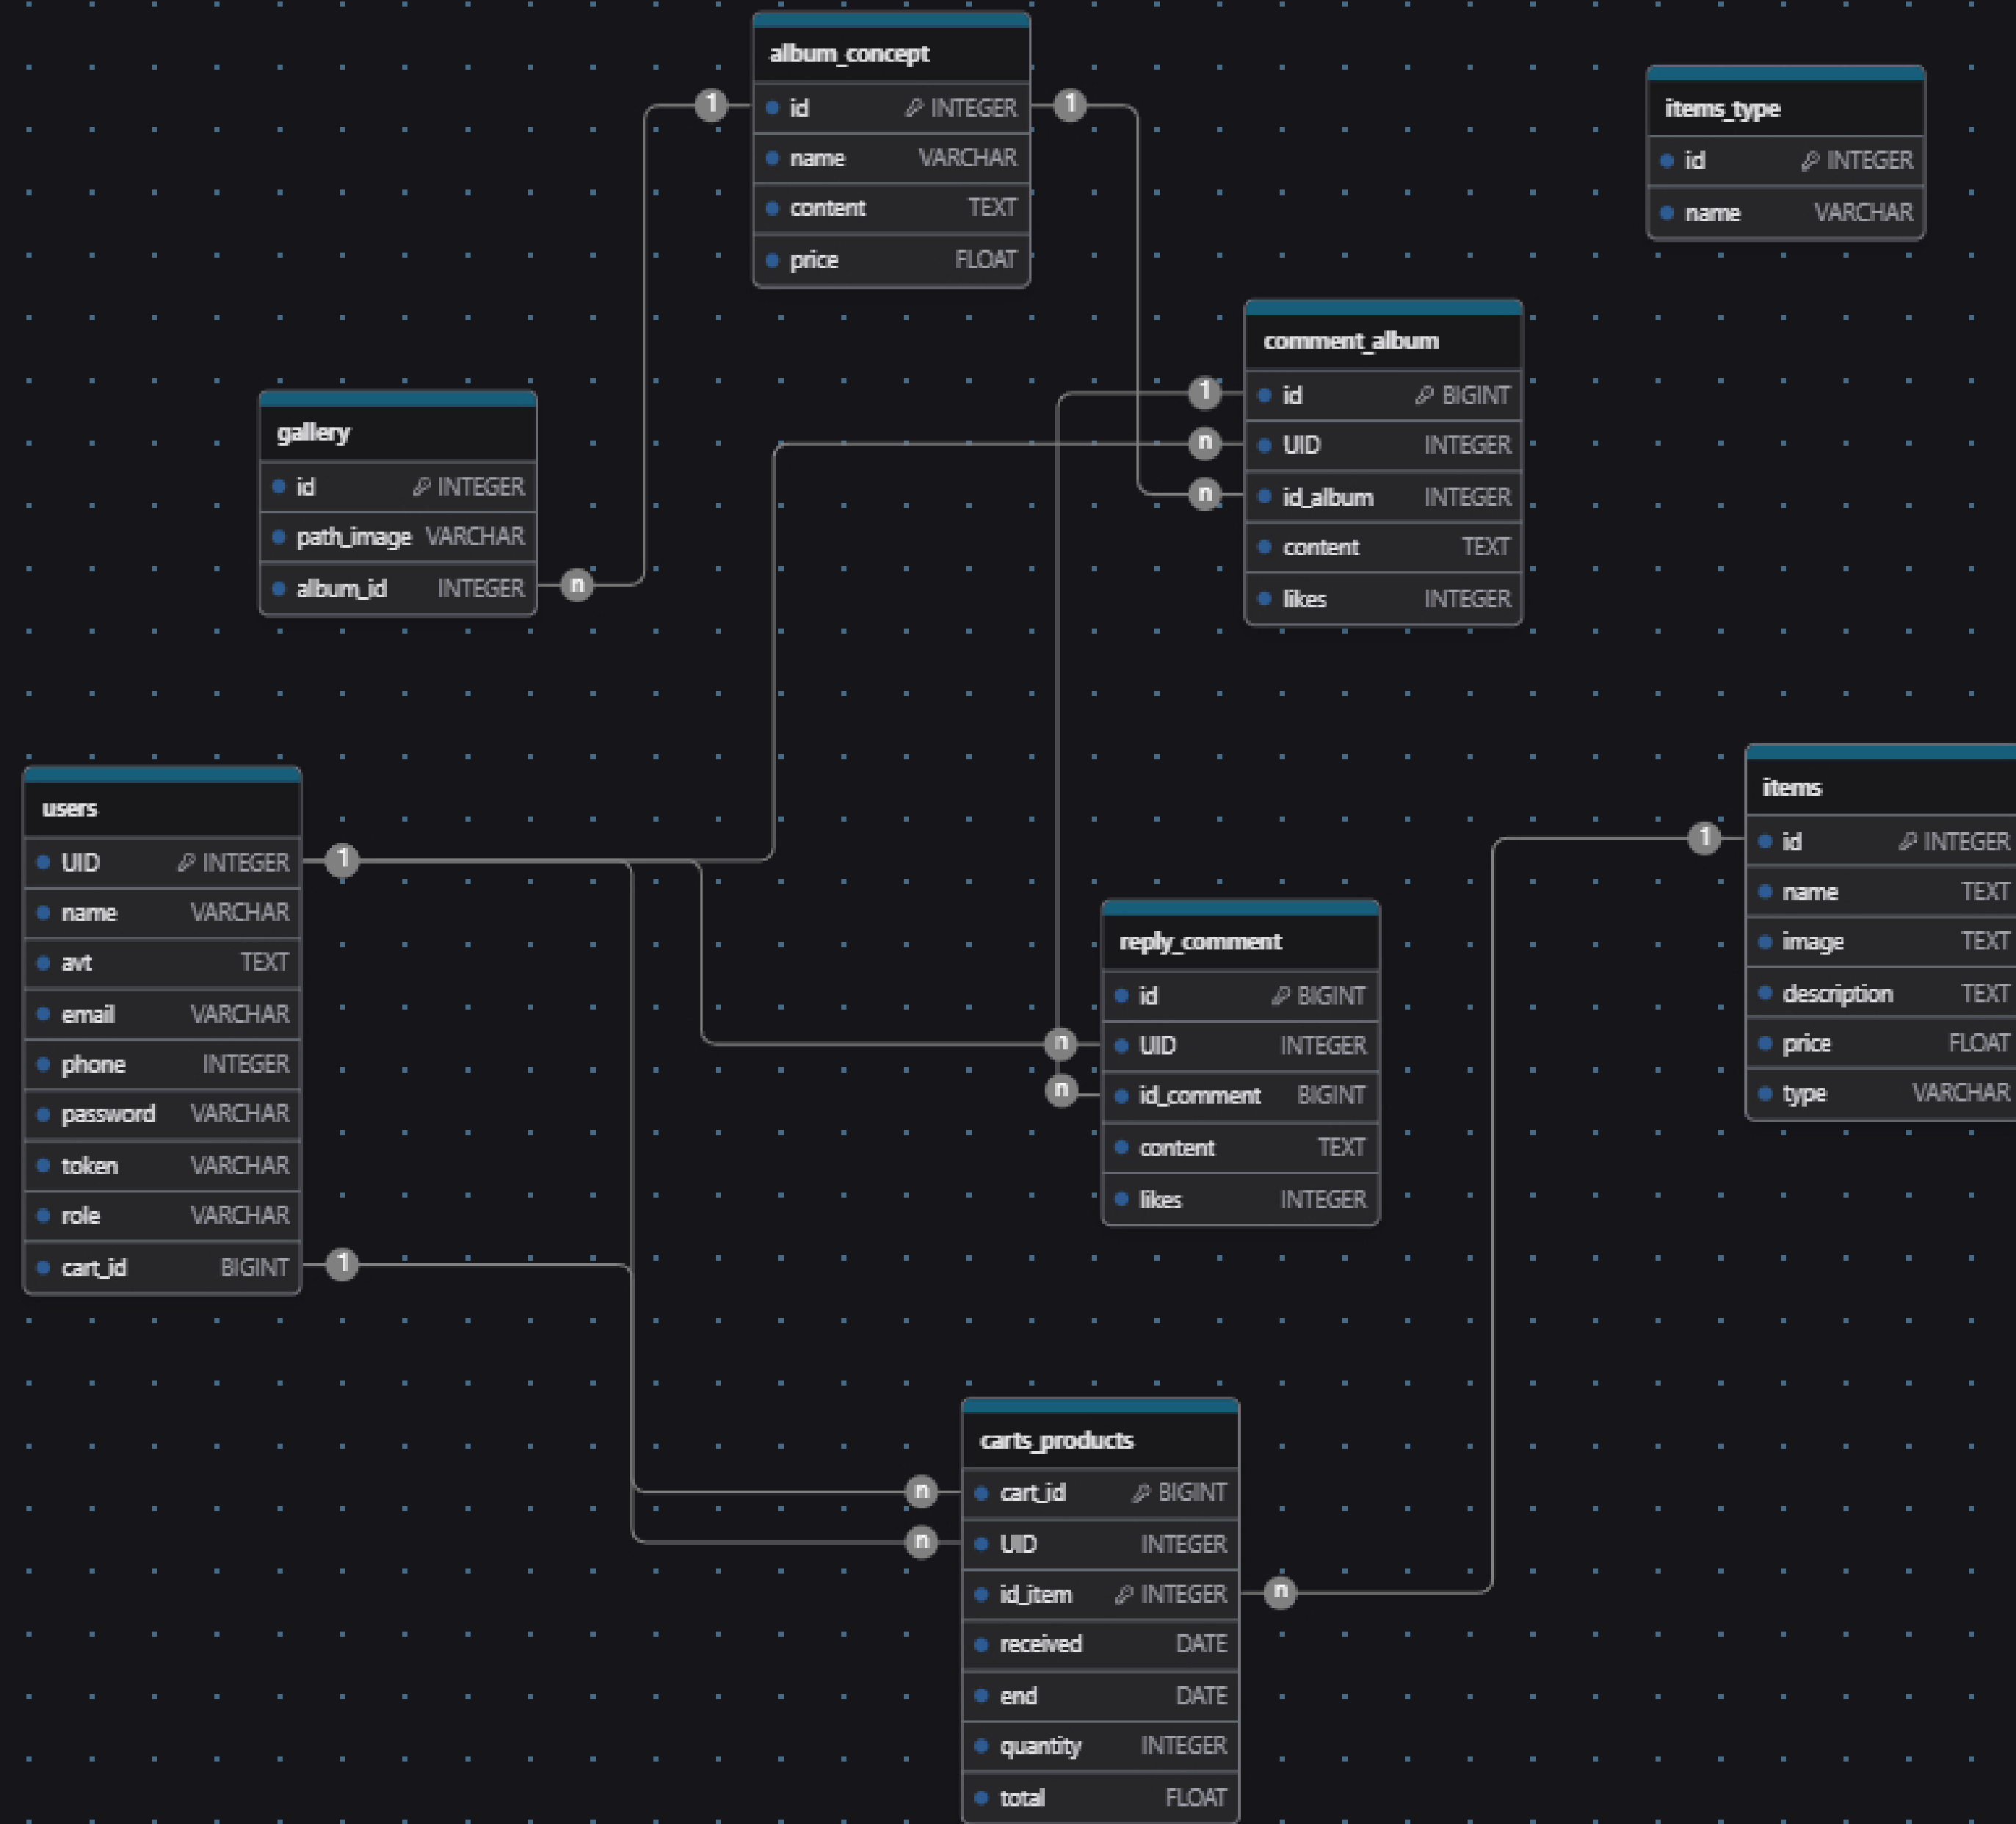 album_concept
id INTEGER
name VARCHAR
content TEXT
price FLOAT
1
1
items_type
id INTEGER
name VARCHAR
comment_album
id BIGINT
UID INTEGER
id_album INTEGER
content TEXT
likes INTEGER
1
n
n
gallery
id INTEGER
path_image VARCHAR
album_id INTEGER
n
users
UID INTEGER
name VARCHAR
avt TEXT
email VARCHAR
phone INTEGER
password VARCHAR
token VARCHAR
role VARCHAR
cart_id BIGINT
1
1
items
id INTEGER
name TEXT
image TEXT
description TEXT
price FLOAT
type VARCHAR
1
reply_comment
id BIGINT
UID INTEGER
id_comment BIGINT
content TEXT
likes INTEGER
n
n
carts_products
cart_id BIGINT
UID INTEGER
id_item INTEGER
received DATE
end DATE
quantity INTEGER
total FLOAT
n
n
n